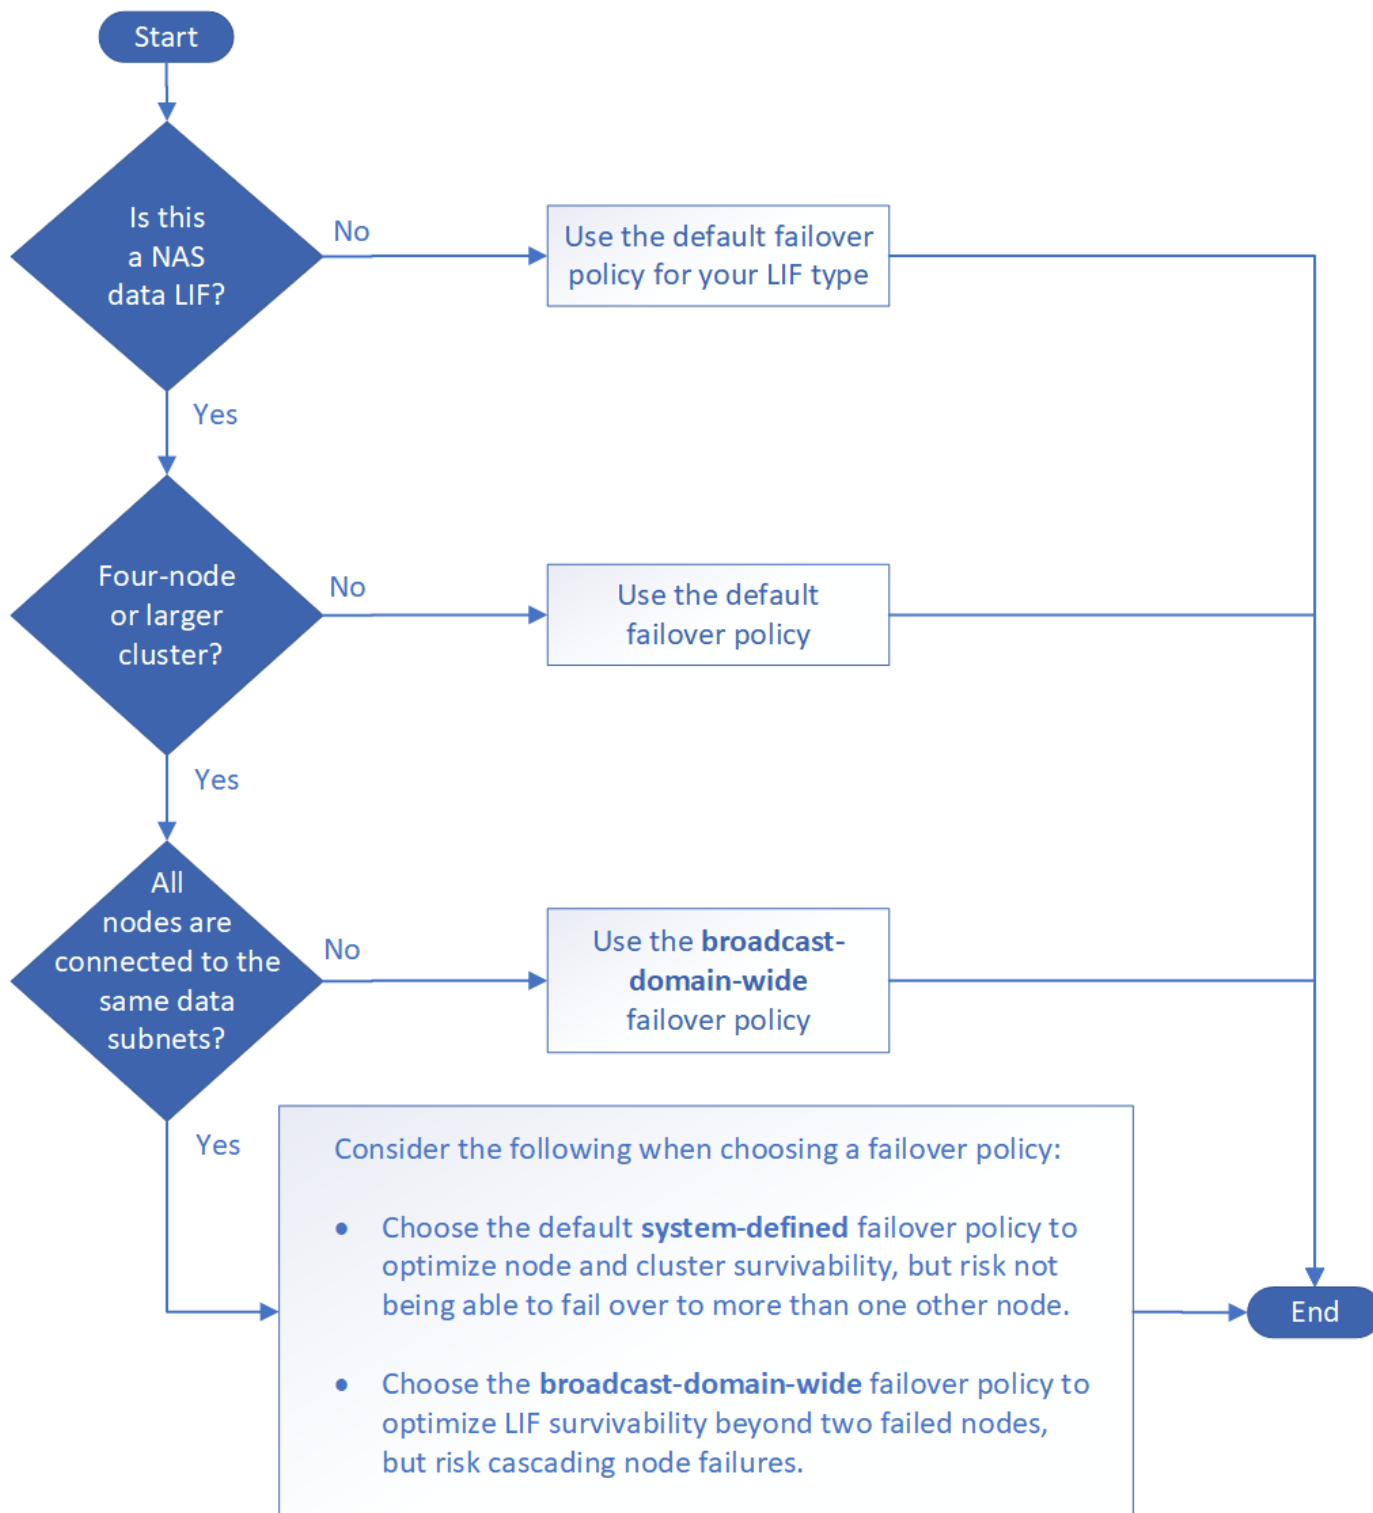 Start
Is this
a NAS
data LIF?
No
Use the default failover
policy for your LIF type
Yes
Four-node
or larger
cluster?
No
Use the default
failover policy
Yes
All
nodes are
connected to the
same data
subnets?
No
Use the broadcast-
domain-wide
failover policy
Yes
Consider the following when choosing a failover policy:
• Choose the default system-defined failover policy to
optimize node and cluster survivability, but risk not
being able to fail over to more than one other node.
• Choose the broadcast-domain-wide failover policy to
optimize LIF survivability beyond two failed nodes,
but risk cascading node failures.
End